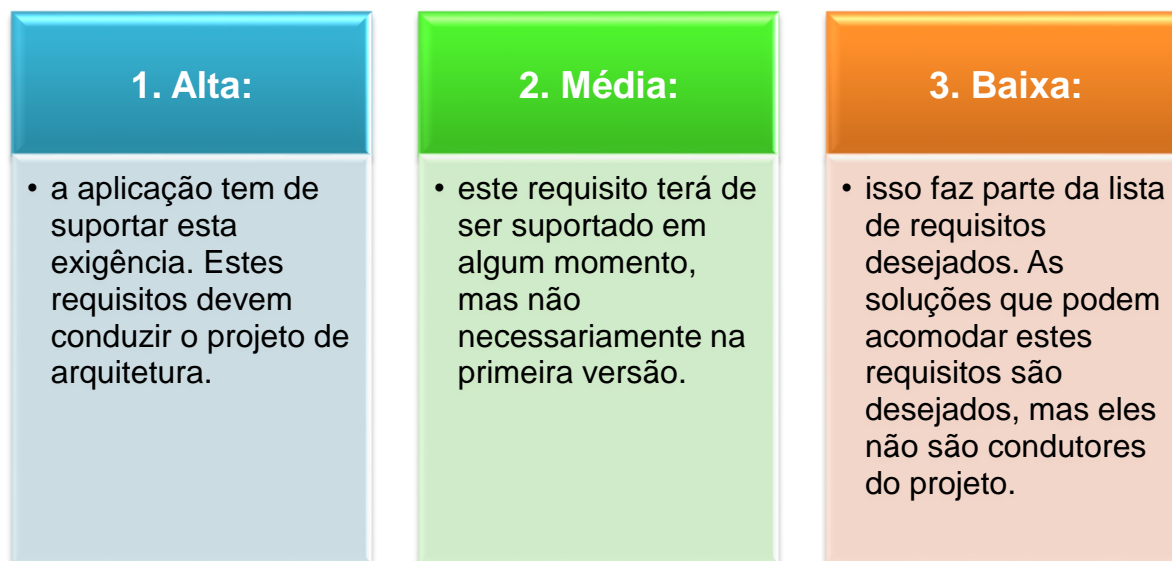 1. Alta:
• a aplicação tem de
suportar esta
exigência. Estes
requisitos devem
conduzir o projeto de
arquitetura.
2. Média:
• este requisito terá de
ser suportado em
algum momento,
mas não
necessariamente na
primeira versão.
3. Baixa:
• isso faz parte da lista
de requisitos
desejados. As
soluções que podem
acomodar estes
requisitos são
desejados, mas eles
não são condutores
do projeto.